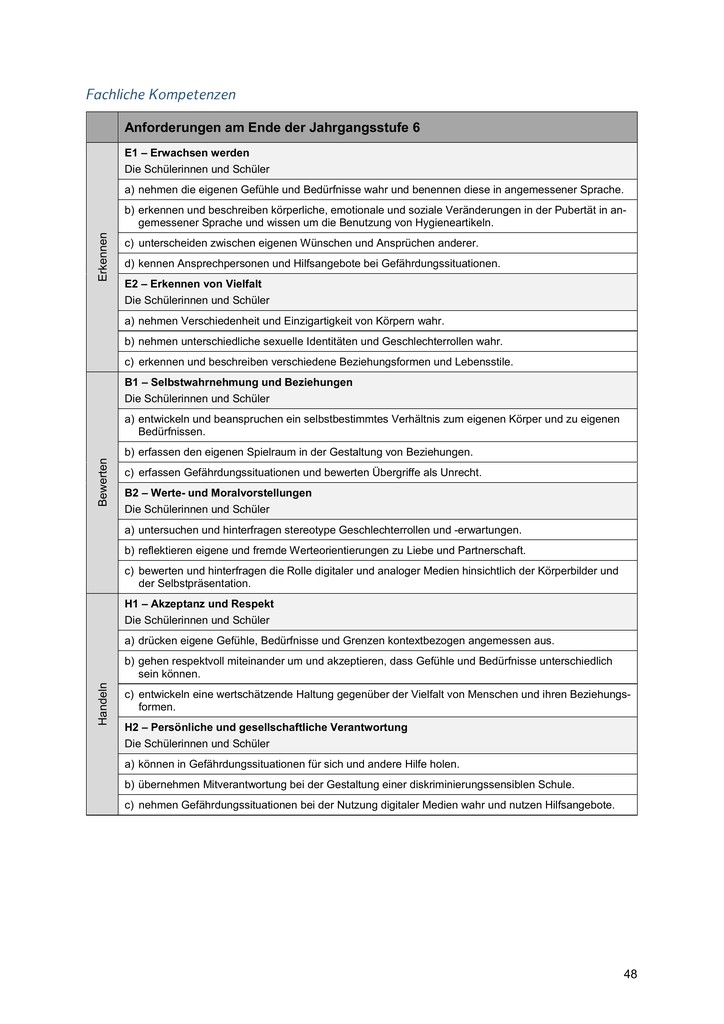 Fachliche Kompetenzen
Anforderungen am Ende der Jahrgangsstufe 6
Erkennen
E1 – Erwachsen werden
Die Schülerinnen und Schüler
a) nehmen die eigenen Gefühle und Bedürfnisse wahr und benennen diese in angemessener Sprache.
b) erkennen und beschreiben körperliche, emotionale und soziale Veränderungen in der Pubertät in an-
gemessener Sprache und wissen um die Benutzung von Hygieneartikeln.
c) unterscheiden zwischen eigenen Wünschen und Ansprüchen anderer.
d) kennen Ansprechpersonen und Hilfsangebote bei Gefährdungssituationen.
E2 – Erkennen von Vielfalt
Die Schülerinnen und Schüler
a) nehmen Verschiedenheit und Einzigartigkeit von Körpern wahr.
b) nehmen unterschiedliche sexuelle Identitäten und Geschlechterrollen wahr.
c) erkennen und beschreiben verschiedene Beziehungsformen und Lebensstile.
Bewerten
B1 – Selbstwahrnehmung und Beziehungen
Die Schülerinnen und Schüler
a) entwickeln und beanspruchen ein selbstbestimmtes Verhältnis zum eigenen Körper und zu eigenen
Bedürfnissen.
b) erfassen den eigenen Spielraum in der Gestaltung von Beziehungen.
c) erfassen Gefährdungssituationen und bewerten Übergriffe als Unrecht.
B2 – Werte- und Moralvorstellungen
Die Schülerinnen und Schüler
a) untersuchen und hinterfragen stereotype Geschlechterrollen und -erwartungen.
b) reflektieren eigene und fremde Werteorientierungen zu Liebe und Partnerschaft.
c) bewerten und hinterfragen die Rolle digitaler und analoger Medien hinsichtlich der Körperbilder und
der Selbstpräsentation.
Handeln
H1 – Akzeptanz und Respekt
Die Schülerinnen und Schüler
a) drücken eigene Gefühle, Bedürfnisse und Grenzen kontextbezogen angemessen aus.
b) gehen respektvoll miteinander um und akzeptieren, dass Gefühle und Bedürfnisse unterschiedlich
sein können.
c) entwickeln eine wertschätzende Haltung gegenüber der Vielfalt von Menschen und ihren Beziehungs-
formen.
H2 – Persönliche und gesellschaftliche Verantwortung
Die Schülerinnen und Schüler
a) können in Gefährdungssituationen für sich und andere Hilfe holen.
b) übernehmen Mitverantwortung bei der Gestaltung einer diskriminierungssensiblen Schule.
c) nehmen Gefährdungssituationen bei der Nutzung digitaler Medien wahr und nutzen Hilfsangebote.
48